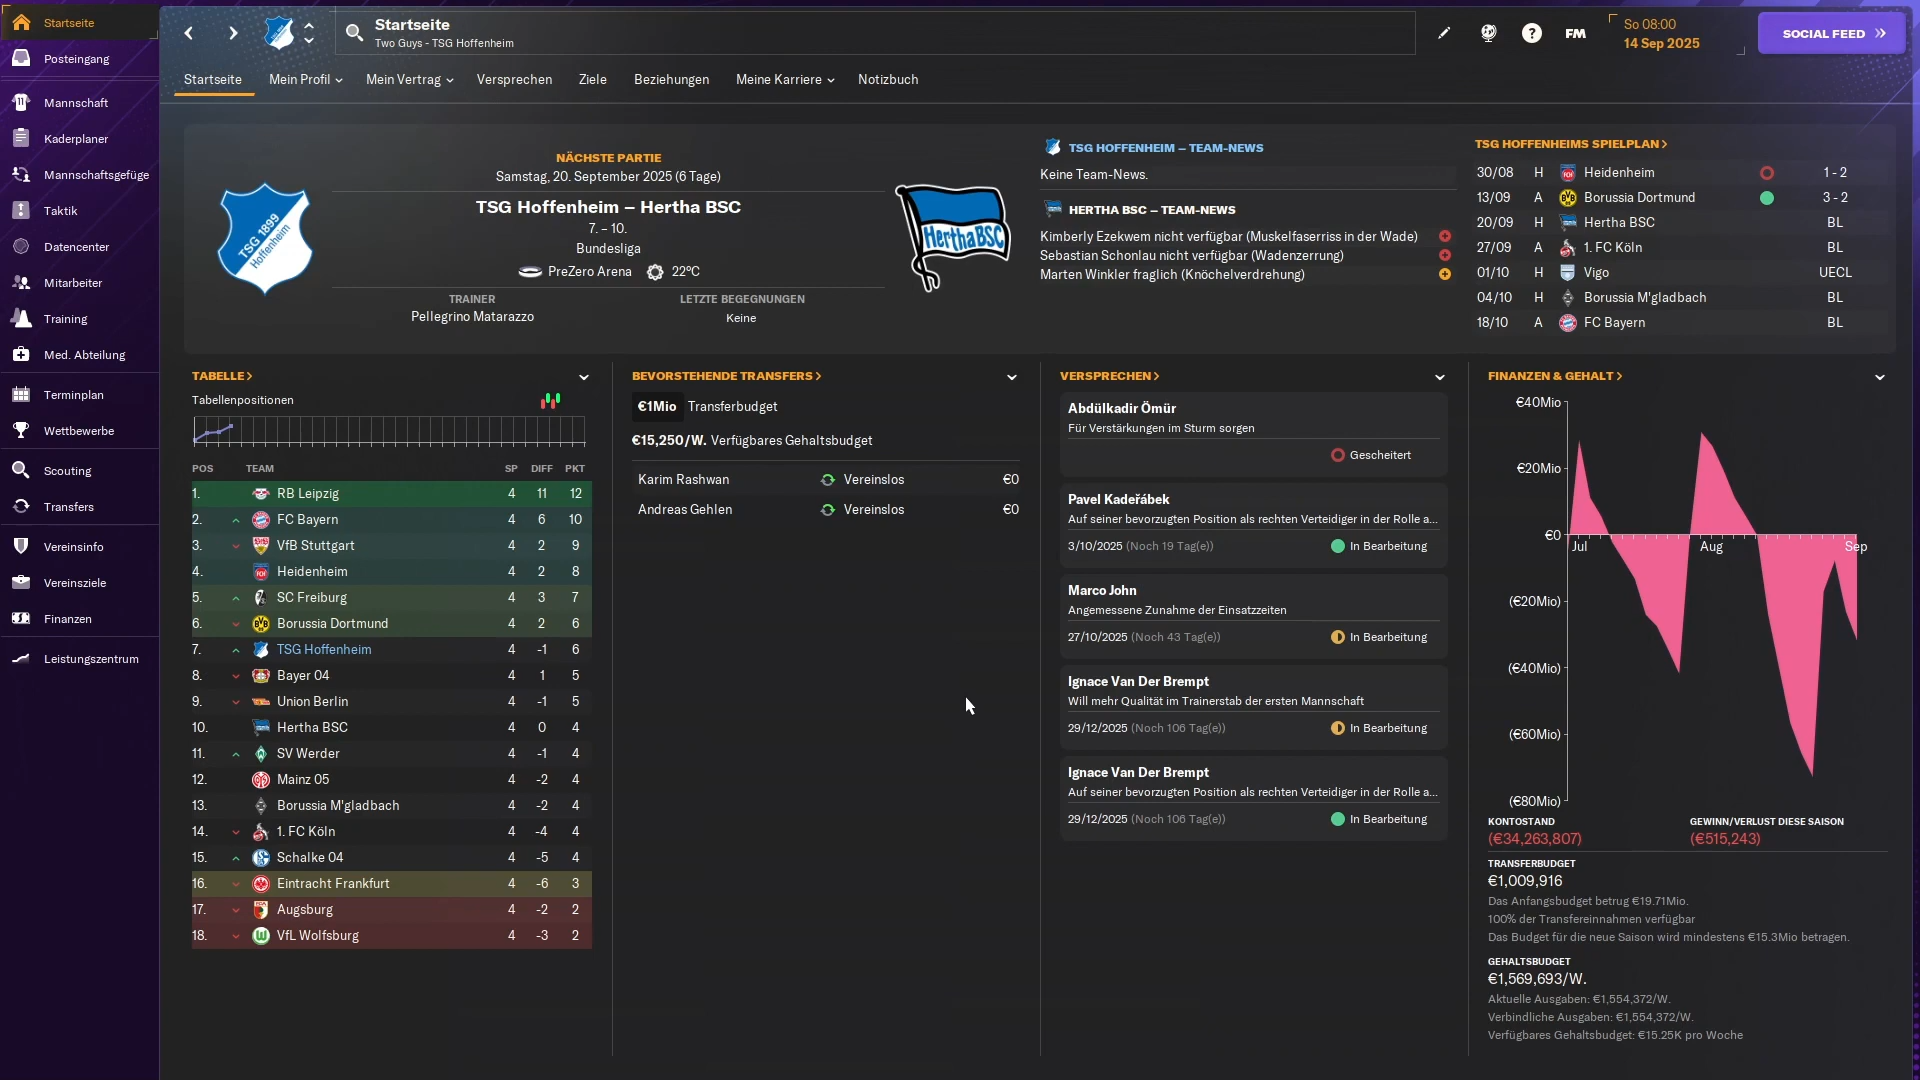 Startseite
Posteingang
Mannschaft
Kaderplaner
Mannschaftsgefüge
Taktik
Datencenter
Mitarbeiter
Training
Med. Abteilung
Terminplan
Wettbewerbe
Scouting
Transfers
Vereinsinfo
Vereinsziele
Finanzen
Leistungszentrum
Startseite
Two Guys - TSG Hoffenheim
FM
So 08:00
14 Sep 2025
SOCIAL FEED
Startseite Mein Profil Mein Vertrag Versprechen Ziele Beziehungen Meine Karriere Notizbuch
TSG 1899
Hoffenheim
NÄCHSTE PARTIE
Samstag, 20. September 2025 (6 Tage)
TSG Hoffenheim – Hertha BSC
7. – 10.
Bundesliga
PreZero Arena 22°C
TRAINER
Pellegrino Matarazzo
LETZTE BEGEGNUNGEN
Keine
Hertha BSC
TSG HOFFENHEIM – TEAM-NEWS
Keine Team-News.
HERTHA BSC – TEAM-NEWS
Kimberly Ezekwem nicht verfügbar (Muskelfaserriss in der Wade)
Sebastian Schonlau nicht verfügbar (Wadenzerrung)
Marten Winkler fraglich (Knöchelverdrehung)
TSG HOFFENHEIMS SPIELPLAN
30/08 H Heidenheim 1 - 2
13/09 A Borussia Dortmund 3 - 2
20/09 H Hertha BSC BL
27/09 A 1. FC Köln BL
01/10 H Vigo UECL
04/10 H Borussia M'gladbach BL
18/10 A FC Bayern BL
TABELLE
Tabellenpositionen
POS TEAM SP DIFF PKT
1. RB Leipzig 4 11 12
2. FC Bayern 4 6 10
3. VfB Stuttgart 4 2 9
4. Heidenheim 4 2 8
5. SC Freiburg 4 3 7
6. Borussia Dortmund 4 2 6
7. TSG Hoffenheim 4 -1 6
8. Bayer 04 4 1 5
9. Union Berlin 4 -1 5
10. Hertha BSC 4 0 4
11. SV Werder 4 -1 4
12. Mainz 05 4 -2 4
13. Borussia M'gladbach 4 -2 4
14. 1. FC Köln 4 -4 4
15. Schalke 04 4 -5 4
16. Eintracht Frankfurt 4 -6 3
17. Augsburg 4 -2 2
18. VfL Wolfsburg 4 -3 2
BEVORSTEHENDE TRANSFERS
€1Mio Transferbudget
€15,250/W. Verfügbares Gehaltsbudget
Karim Rashwan Vereinslos €0
Andreas Gehlen Vereinslos €0
VERSPRECHEN
Abdülkadir Ömür
Für Verstärkungen im Sturm sorgen
Gescheitert
Pavel Kadeřábek
Auf seiner bevorzugten Position als rechten Verteidiger in der Rolle a...
3/10/2025 (Noch 19 Tag(e)) In Bearbeitung
Marco John
Angemessene Zunahme der Einsatzzeiten
27/10/2025 (Noch 43 Tag(e)) In Bearbeitung
Ignace Van Der Brempt
Will mehr Qualität im Trainerstab der ersten Mannschaft
29/12/2025 (Noch 106 Tag(e)) In Bearbeitung
Ignace Van Der Brempt
Auf seiner bevorzugten Position als rechten Verteidiger in der Rolle a...
29/12/2025 (Noch 106 Tag(e)) In Bearbeitung
FINANZEN & GEHALT
€40Mio
€20Mio
€0
(€20Mio)
(€40Mio)
(€60Mio)
(€80Mio)
Jul Aug Sep
KONTOSTAND
(€34,263,807)
GEWINN/VERLUST DIESE SAISON
(€515,243)
TRANSFERBUDGET
€1,009,916
Das Anfangsbudget betrug €19.71Mio.
100% der Transfereinnahmen verfügbar
Das Budget für die neue Saison wird mindestens €15.3Mio betragen.
GEHALTSBUDGET
€1,569,693/W.
Aktuelle Ausgaben: €1,554,372/W.
Verbindliche Ausgaben: €1,554,372/W.
Verfügbares Gehaltsbudget: €15.25K pro Woche